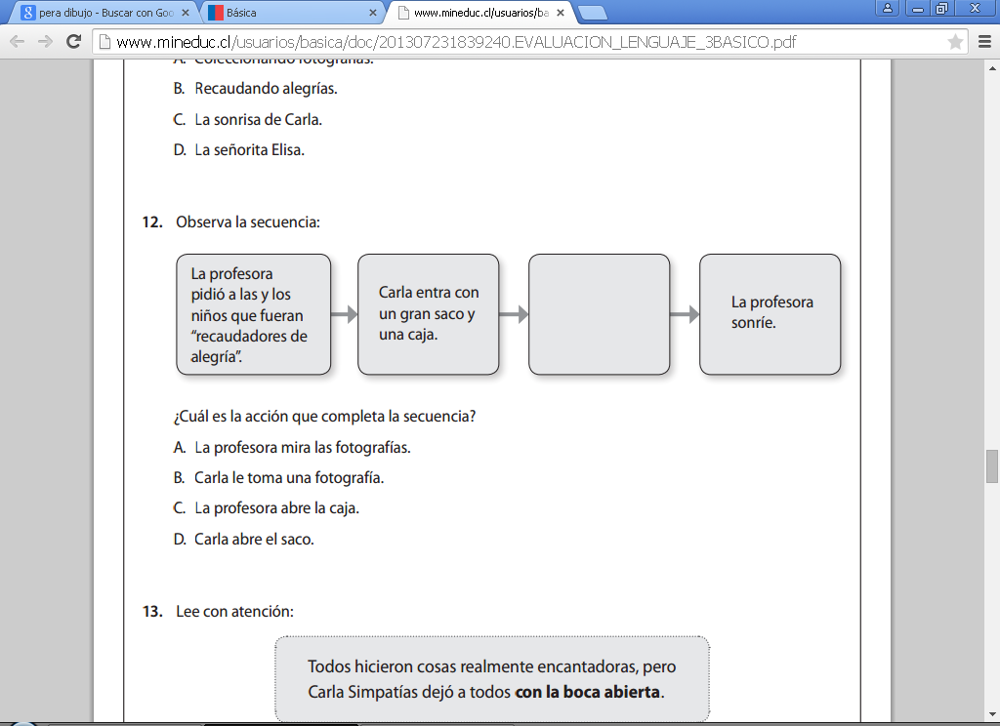 pera dibujo - Buscar con Goo
Básica
www.mineduc.cl/usuarios/ba
www.mineduc.cl/usuarios/basica/doc/201307231839240.EVALUACION_LENGUAJE_3BASICO.pdf
A. Coleccionando fotografías.
B. Recaudando alegrías.
C. La sonrisa de Carla.
D. La señorita Elisa.
12. Observa la secuencia:
La profesora
pidió a las y los
niños que fueran
“recaudadores de
alegría”.
Carla entra con
un gran saco y
una caja.
La profesora
sonríe.
¿Cuál es la acción que completa la secuencia?
A. La profesora mira las fotografías.
B. Carla le toma una fotografía.
C. La profesora abre la caja.
D. Carla abre el saco.
13. Lee con atención:
Todos hicieron cosas realmente encantadoras, pero
Carla Simpatías dejó a todos con la boca abierta.